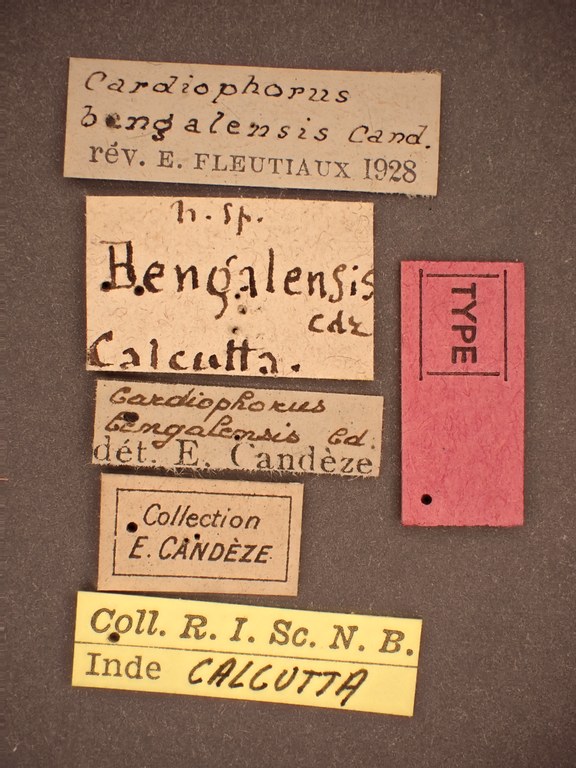 Cardiophorus
bengalensis Cand.
rév. E. FLEUTIAUX 1928
n. sp.
Bengalensis
Cdz
Calcutta.
Cardiophorus
bengalensis Cd.
dét. E. Candèze
Collection
E. CANDÈZE
Coll. R. I. Sc. N. B.
Inde CALCUTTA
TYPE